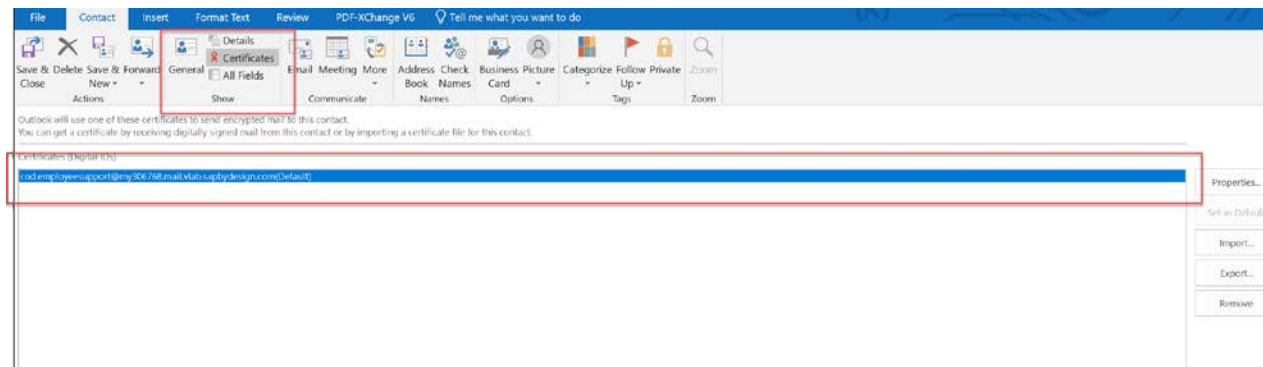 File Contact Insert Format Text Review PDF-XChange V6 Tell me what you want to do
Details
Certificates
All Fields
Save & Close
Delete
Save & New
Forward
General
Email
Meeting
More
Address Book
Check Names
Business Card
Picture
Categorize
Follow Up
Private
Zoom
Actions Show Communicate Names Options Tags Zoom
Outlook will use one of these certificates to send encrypted mail to this contact.
You can get a certificate by receiving digitally signed mail from this contact or by importing a certificate file for this contact.
Certificates (Digital IDs)
cod.employeesupport@my306768.mail.vlab.sapbydesign.com(Default)
Properties...
Set as Default
Import...
Export...
Remove